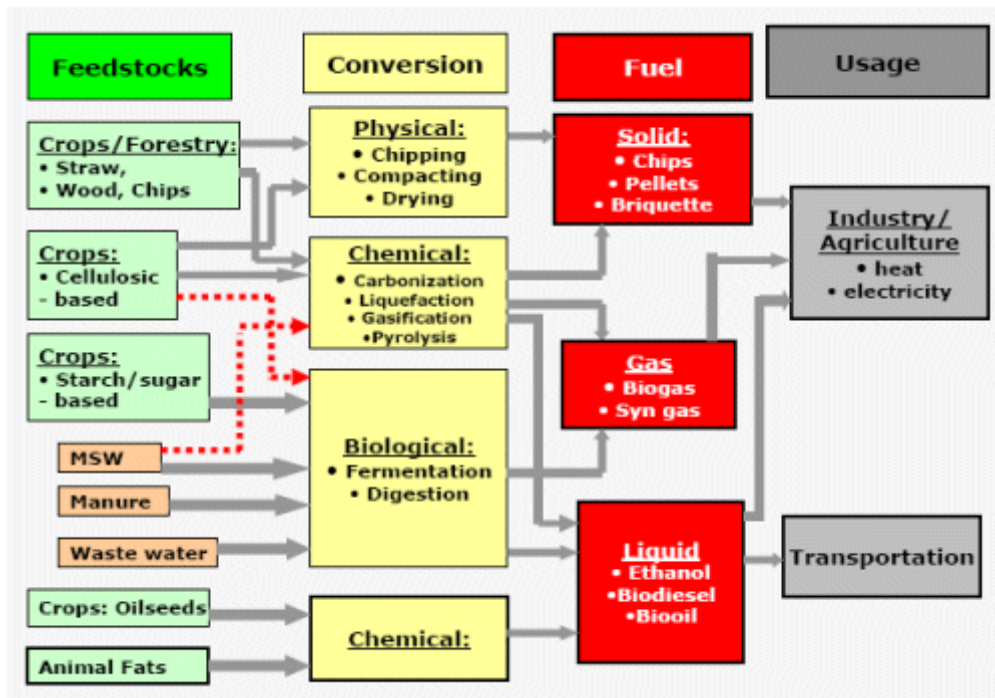 Feedstocks
Conversion
Fuel
Usage
Crops/Forestry:
• Straw,
• Wood, Chips
Crops:
• Cellulosic
- based
Crops:
• Starch/sugar
- based
MSW
Manure
Waste water
Crops: Oilseeds
Animal Fats
Physical:
• Chipping
• Compacting
• Drying
Chemical:
• Carbonization
• Liquefaction
• Gasification
•Pyrolysis
Biological:
• Fermentation
• Digestion
Chemical:
Solid:
• Chips
• Pellets
• Briquette
Gas
• Biogas
• Syn gas
Liquid
• Ethanol
•Biodiesel
•Biooil
Industry/
Agriculture
• heat
• electricity
Transportation